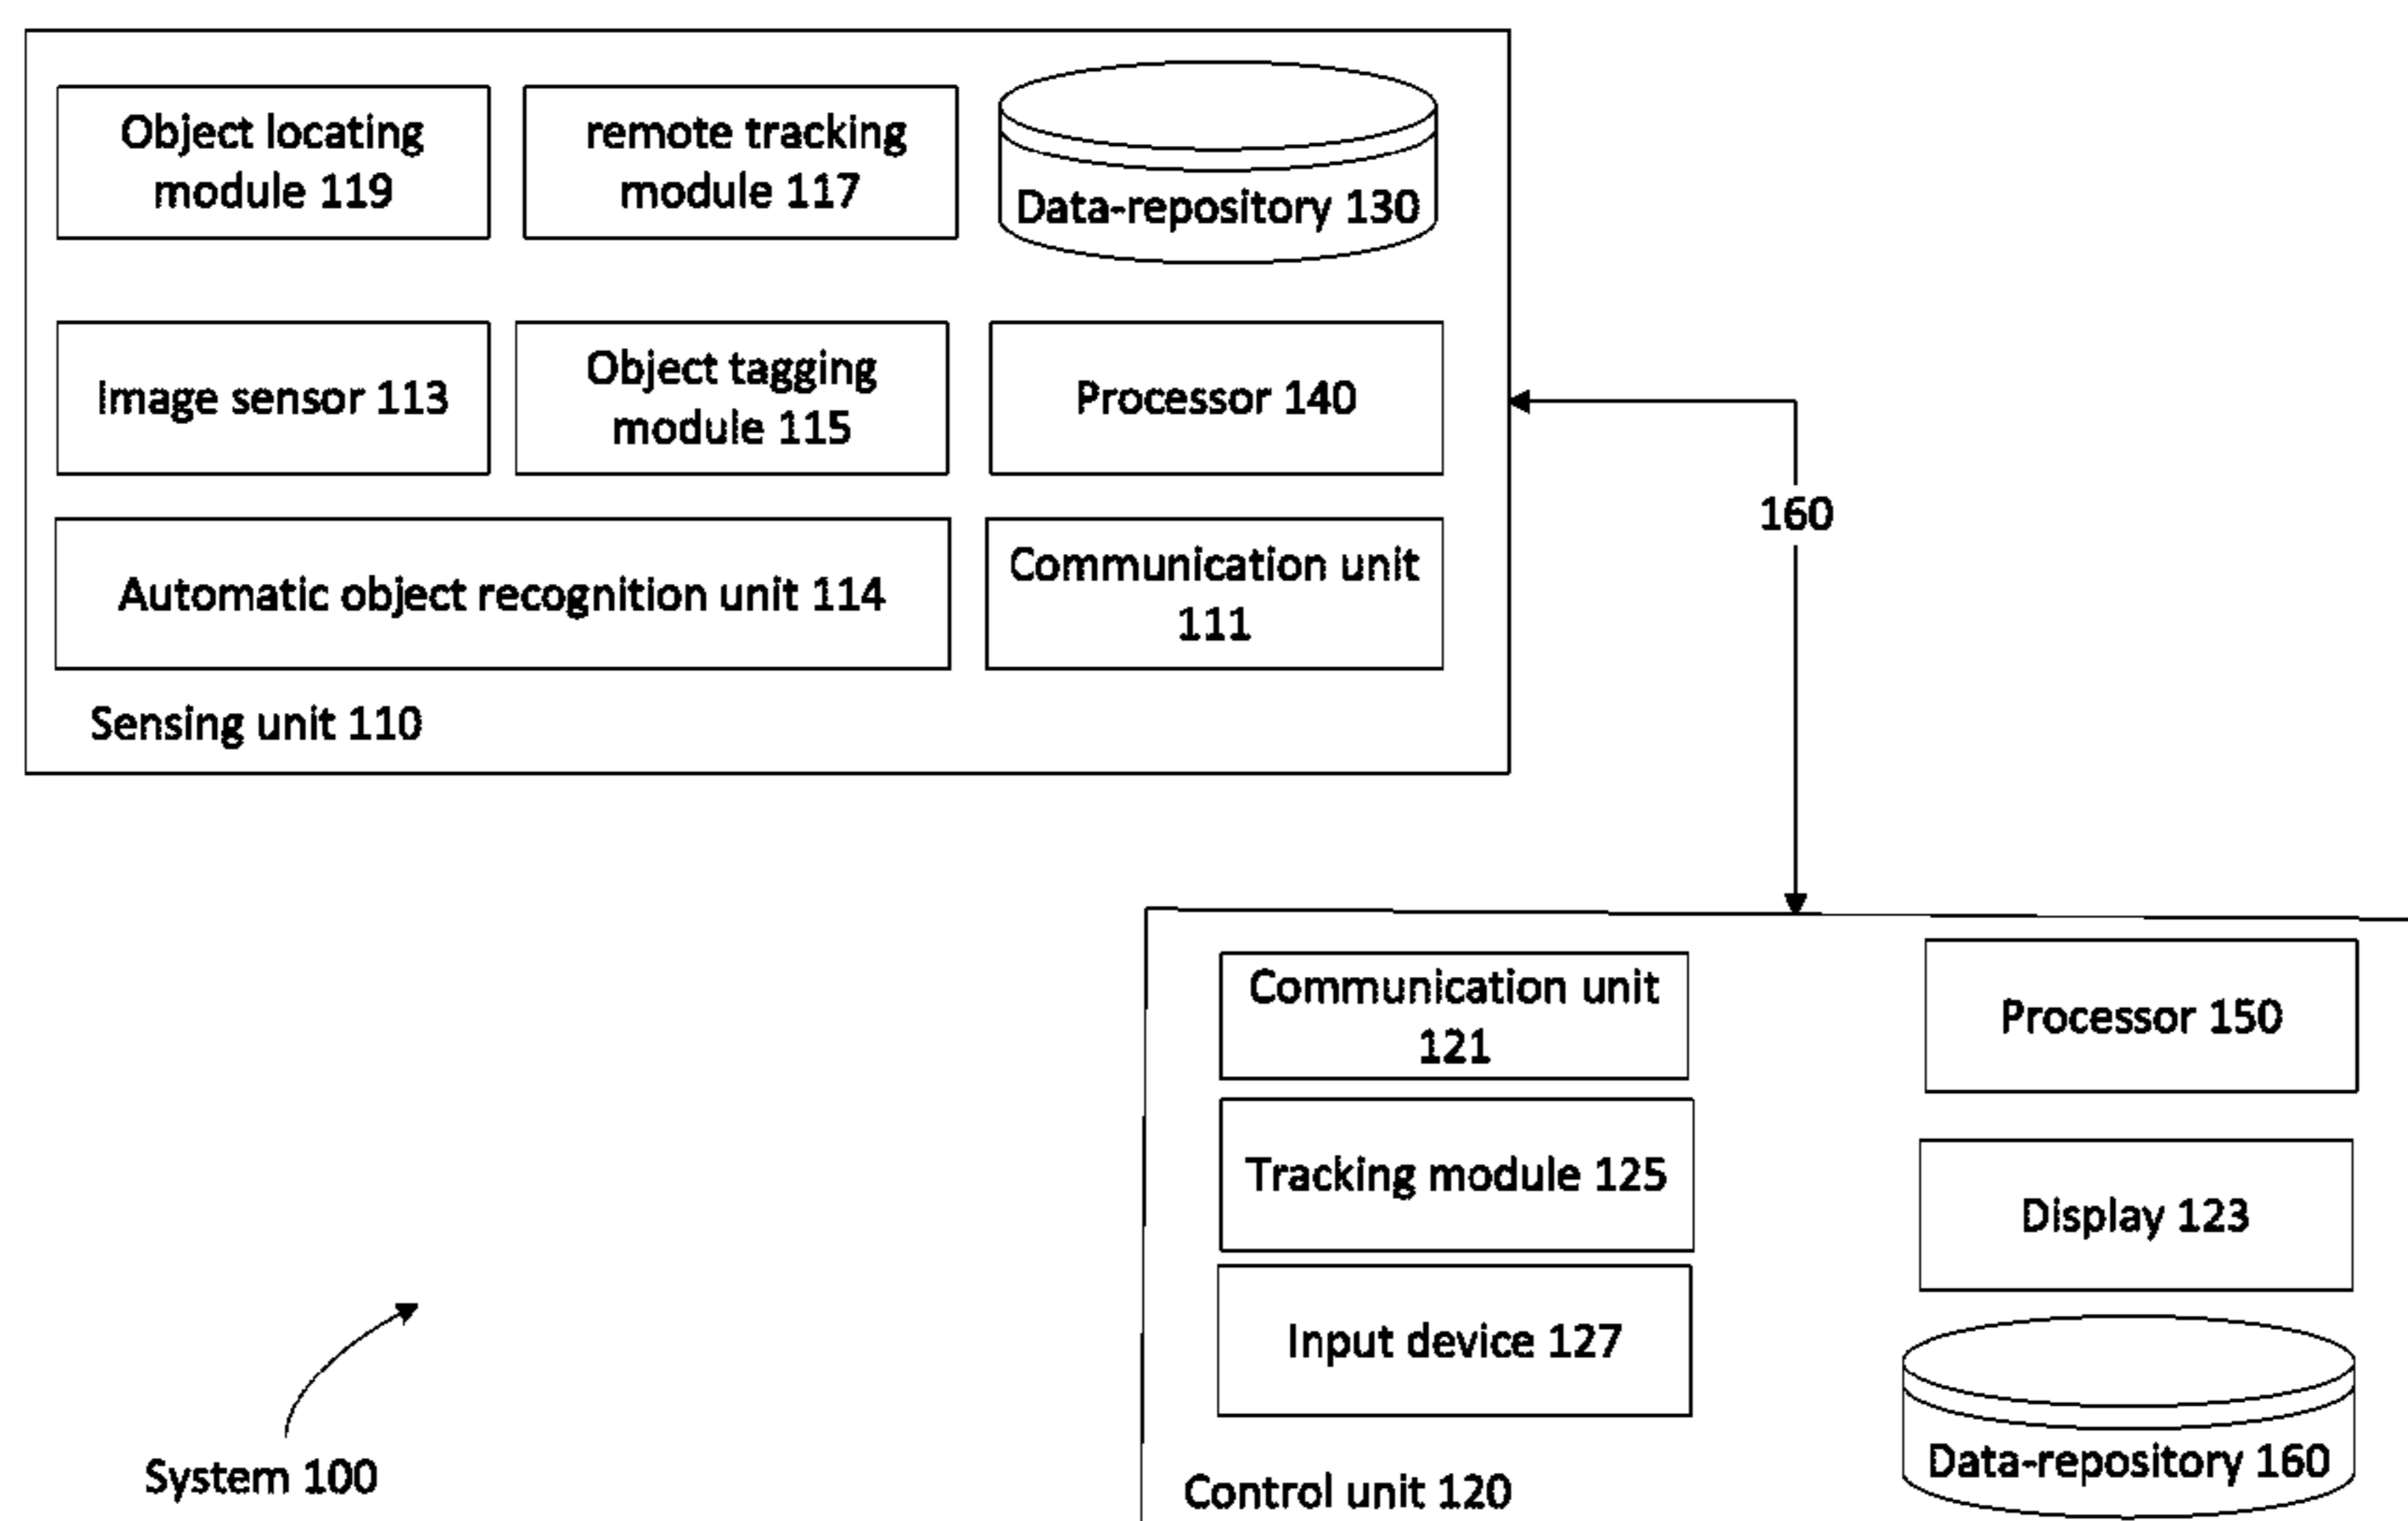 Object locating
module 119
remote tracking
module 117
Data-repository 130
Image sensor 113
Object tagging
module 115
Processor 140
Automatic object recognition unit 114
Communication unit
111
Sensing unit 110
160
Communication unit
121
Processor 150
Tracking module 125
Display 123
Input device 127
Data-repository 160
Control unit 120
System 100